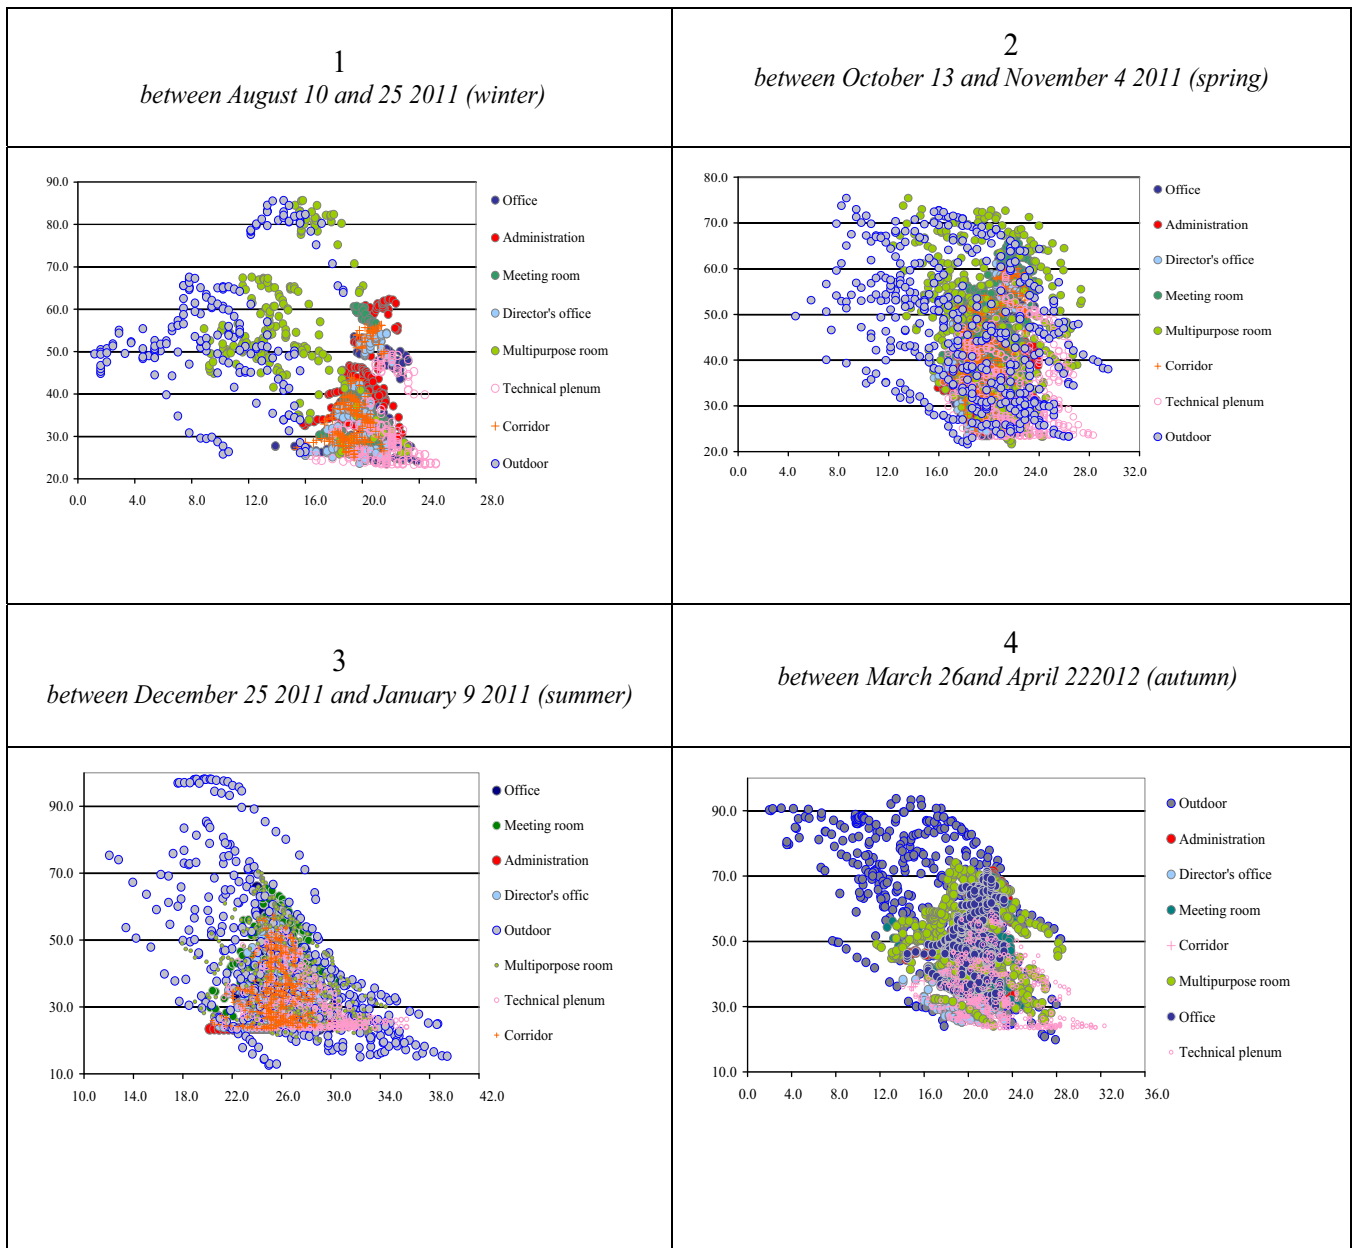 1
between August 10 and 25 2011 (winter)
2
between October 13 and November 4 2011 (spring)
90.0
80.0
70.0
60.0
50.0
40.0
30.0
20.0
0.0 4.0 8.0 12.0 16.0 20.0 24.0 28.0
Office
Administration
Meeting room
Director's office
Multipurpose room
Technical plenum
Corridor
Outdoor
80.0
70.0
60.0
50.0
40.0
30.0
20.0
0.0 4.0 8.0 12.0 16.0 20.0 24.0 28.0 32.0
Office
Administration
Director's office
Meeting room
Multipurpose room
Corridor
Technical plenum
Outdoor
3
between December 25 2011 and January 9 2011 (summer)
4
between March 26and April 222012 (autumn)
90.0
70.0
50.0
30.0
10.0
10.0 14.0 18.0 22.0 26.0 30.0 34.0 38.0 42.0
Office
Meeting room
Administration
Director's offic
Outdoor
Multiporpose room
Technical plenum
Corridor
90.0
70.0
50.0
30.0
10.0
0.0 4.0 8.0 12.0 16.0 20.0 24.0 28.0 32.0 36.0
Outdoor
Administration
Director's office
Meeting room
Corridor
Multipurpose room
Office
Technical plenum